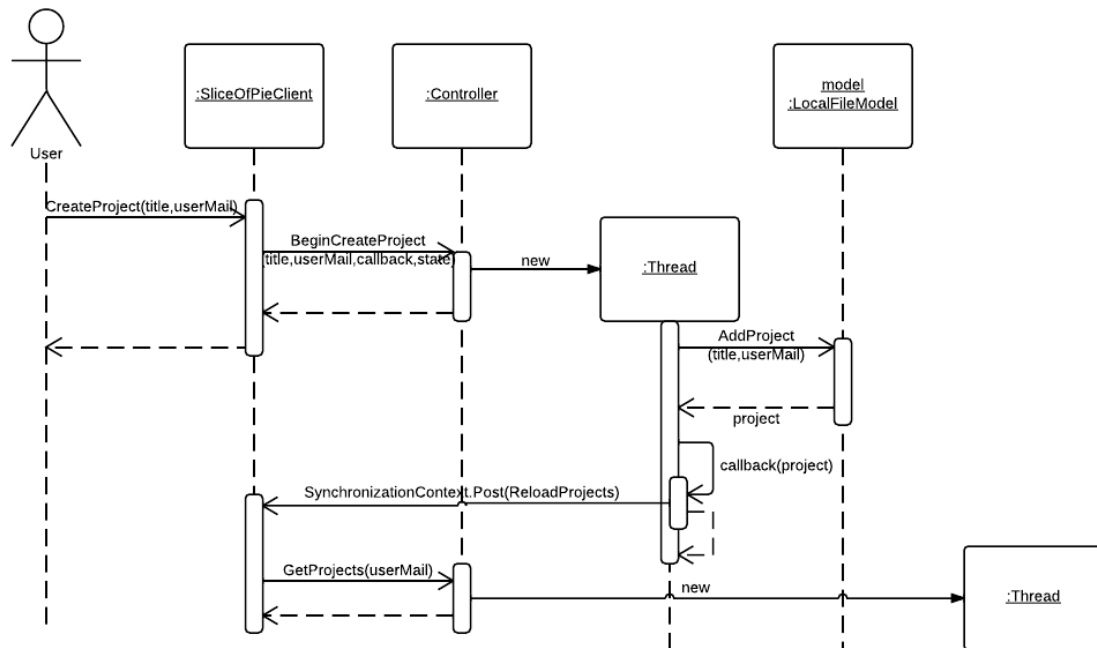 :SliceOfPieClient
:Controller
model
:LocalFileModel
User
CreateProject(title,userMail)
BeginCreateProject
(title,userMail,callback,state)
new
:Thread
AddProject
(title,userMail)
project
callback(project)
SynchronizationContext.Post(ReloadProjects)
GetProjects(userMail)
new
:Thread